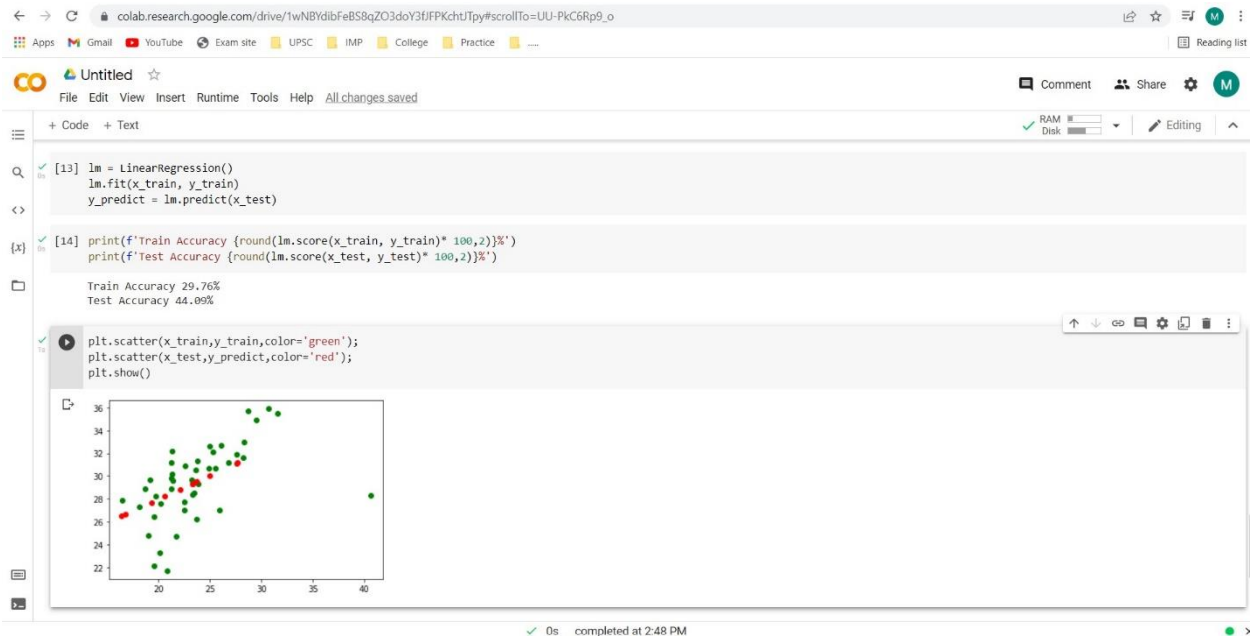 colab.research.google.com/drive/1wNBYdibFeBS8qZO3doY3fJFPKchtJTpy#scrollTo=UU-PkC6Rp9_o
M
Apps Gmail YouTube Exam site UPSC IMP College Practice ....
Reading list
CO Untitled
Comment Share M
File Edit View Insert Runtime Tools Help All changes saved
+ Code + Text
RAM
Disk
Editing
[13] lm = LinearRegression()
0s
lm.fit(x_train, y_train)
y_predict = lm.predict(x_test)
{x}
[14] print(f'Train Accuracy {round(lm.score(x_train, y_train)* 100,2)}%')
0s
print(f'Test Accuracy {round(lm.score(x_test, y_test)* 100,2)}%')
Train Accuracy 29.76%
Test Accuracy 44.09%
plt.scatter(x_train,y_train,color='green');
1s
plt.scatter(x_test,y_predict,color='red');
plt.show()
36
34
32
30
28
26
24
22
20 25 30 35 40
0s completed at 2:48 PM